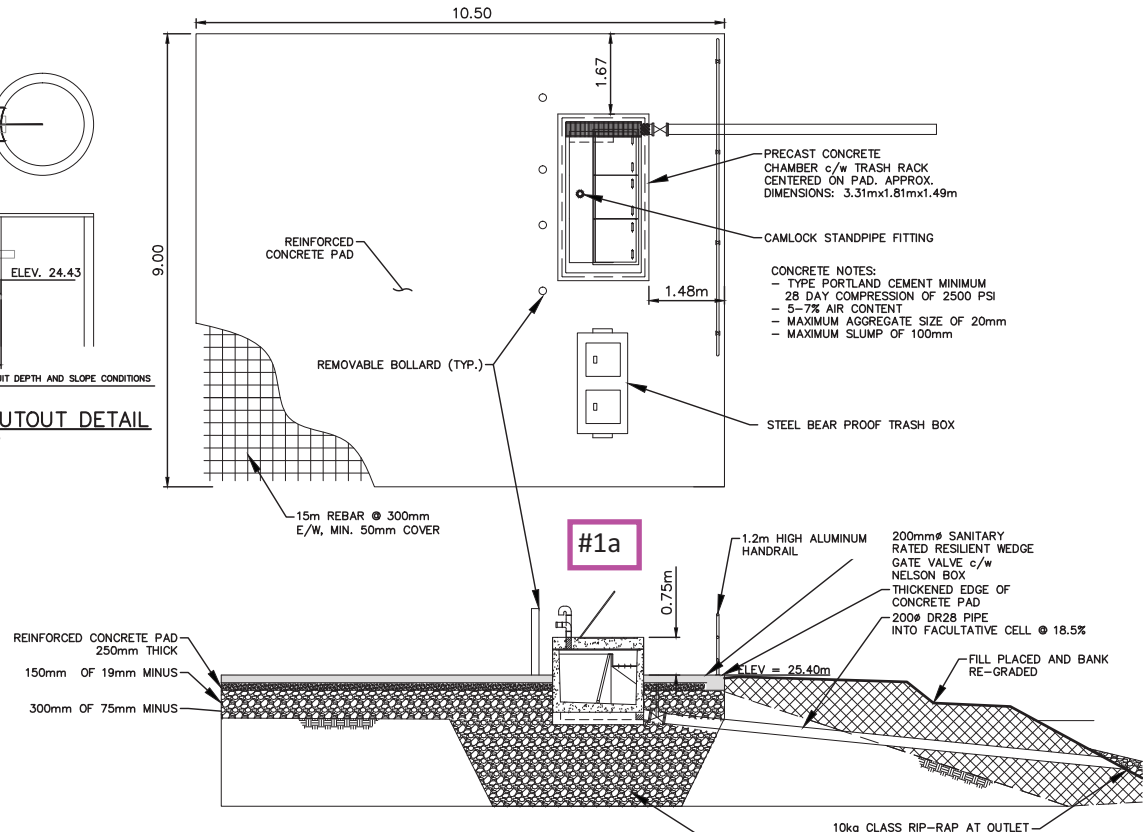 10.50
1.67
9.00
PRECAST CONCRETE
CHAMBER c/w TRASH RACK
CENTERED ON PAD. APPROX.
DIMENSIONS: 3.31mx1.81mx1.49m
CAMLOCK STANDPIPE FITTING
REINFORCED
CONCRETE PAD
ELEV. 24.43
1.48m
CONCRETE NOTES:
- TYPE PORTLAND CEMENT MINIMUM
28 DAY COMPRESSION OF 2500 PSI
- 5-7% AIR CONTENT
- MAXIMUM AGGREGATE SIZE OF 20mm
- MAXIMUM SLUMP OF 100mm
REMOVABLE BOLLARD (TYP.)
IT DEPTH AND SLOPE CONDITIONS
UTOUT DETAIL
STEEL BEAR PROOF TRASH BOX
15m REBAR @ 300mm
E/W, MIN. 50mm COVER
#1a
1.2m HIGH ALUMINUM
HANDRAIL
200mmø SANITARY
RATED RESILIENT WEDGE
GATE VALVE c/w
NELSON BOX
THICKENED EDGE OF
CONCRETE PAD
200ø DR28 PIPE
INTO FACULTATIVE CELL @ 18.5%
0.75m
REINFORCED CONCRETE PAD
250mm THICK
150mm OF 19mm MINUS
300mm OF 75mm MINUS
ELEV = 25.40m
FILL PLACED AND BANK
RE-GRADED
10kg CLASS RIP-RAP AT OUTLET